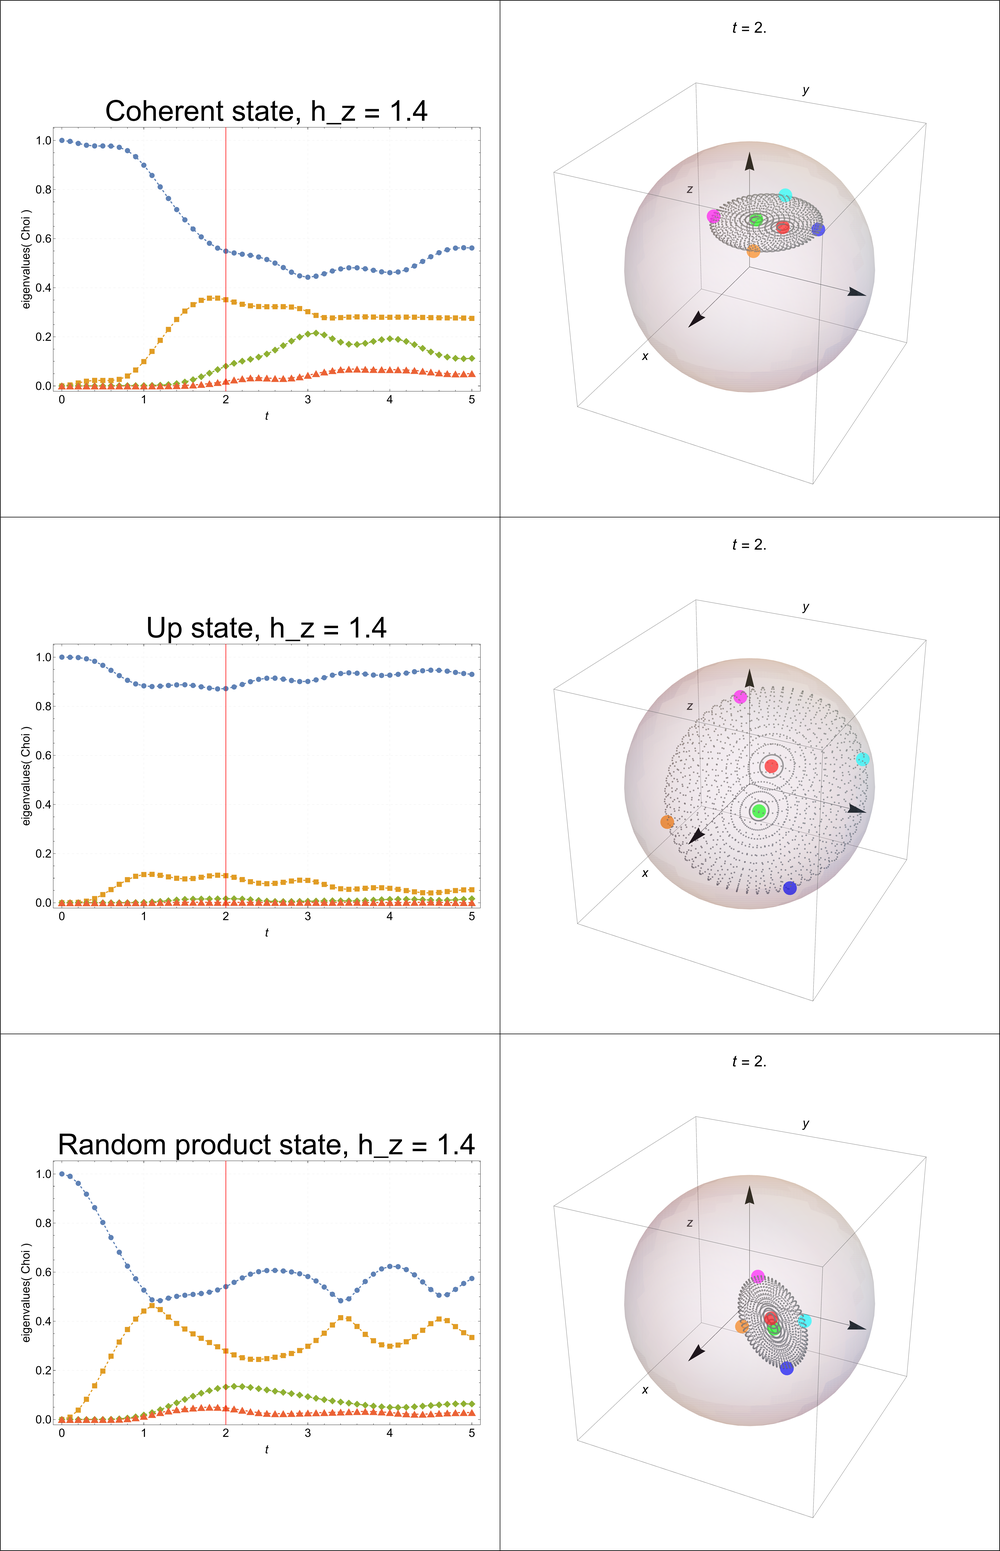 Coherent state, h_z = 1.4
eigenvalues( Choi )
1.0
0.8
0.6
0.4
0.2
0.0
0 1 2 3 4 5
t
t = 2.
y
z
x
Up state, h_z = 1.4
eigenvalues( Choi )
1.0
0.8
0.6
0.4
0.2
0.0
0 1 2 3 4 5
t
t = 2.
y
z
x
Random product state, h_z = 1.4
eigenvalues( Choi )
1.0
0.8
0.6
0.4
0.2
0.0
0 1 2 3 4 5
t
t = 2.
y
z
x